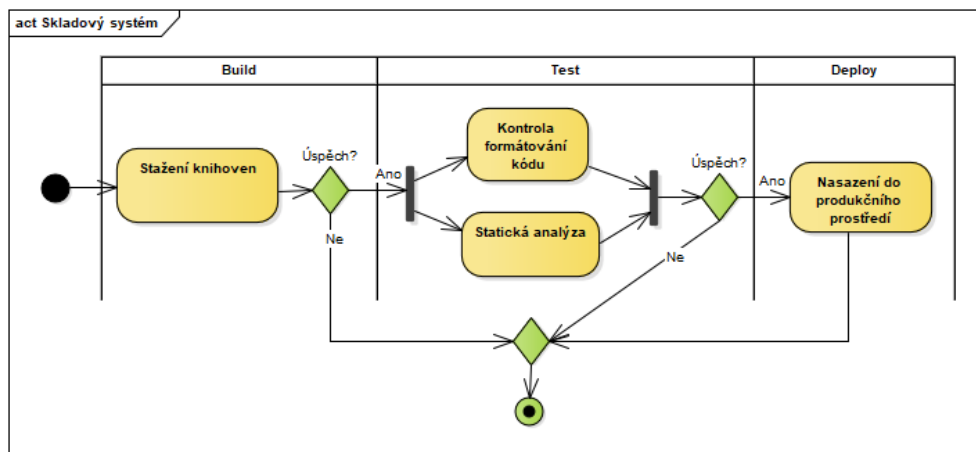 act Skladový systém
Build
Test
Deploy
Stažení knihoven
Úspěch?
Ano
Ne
Kontrola
formátování
kódu
Statická analýza
Úspěch?
Ano
Ne
Nasazení do
produkčního
prostředí